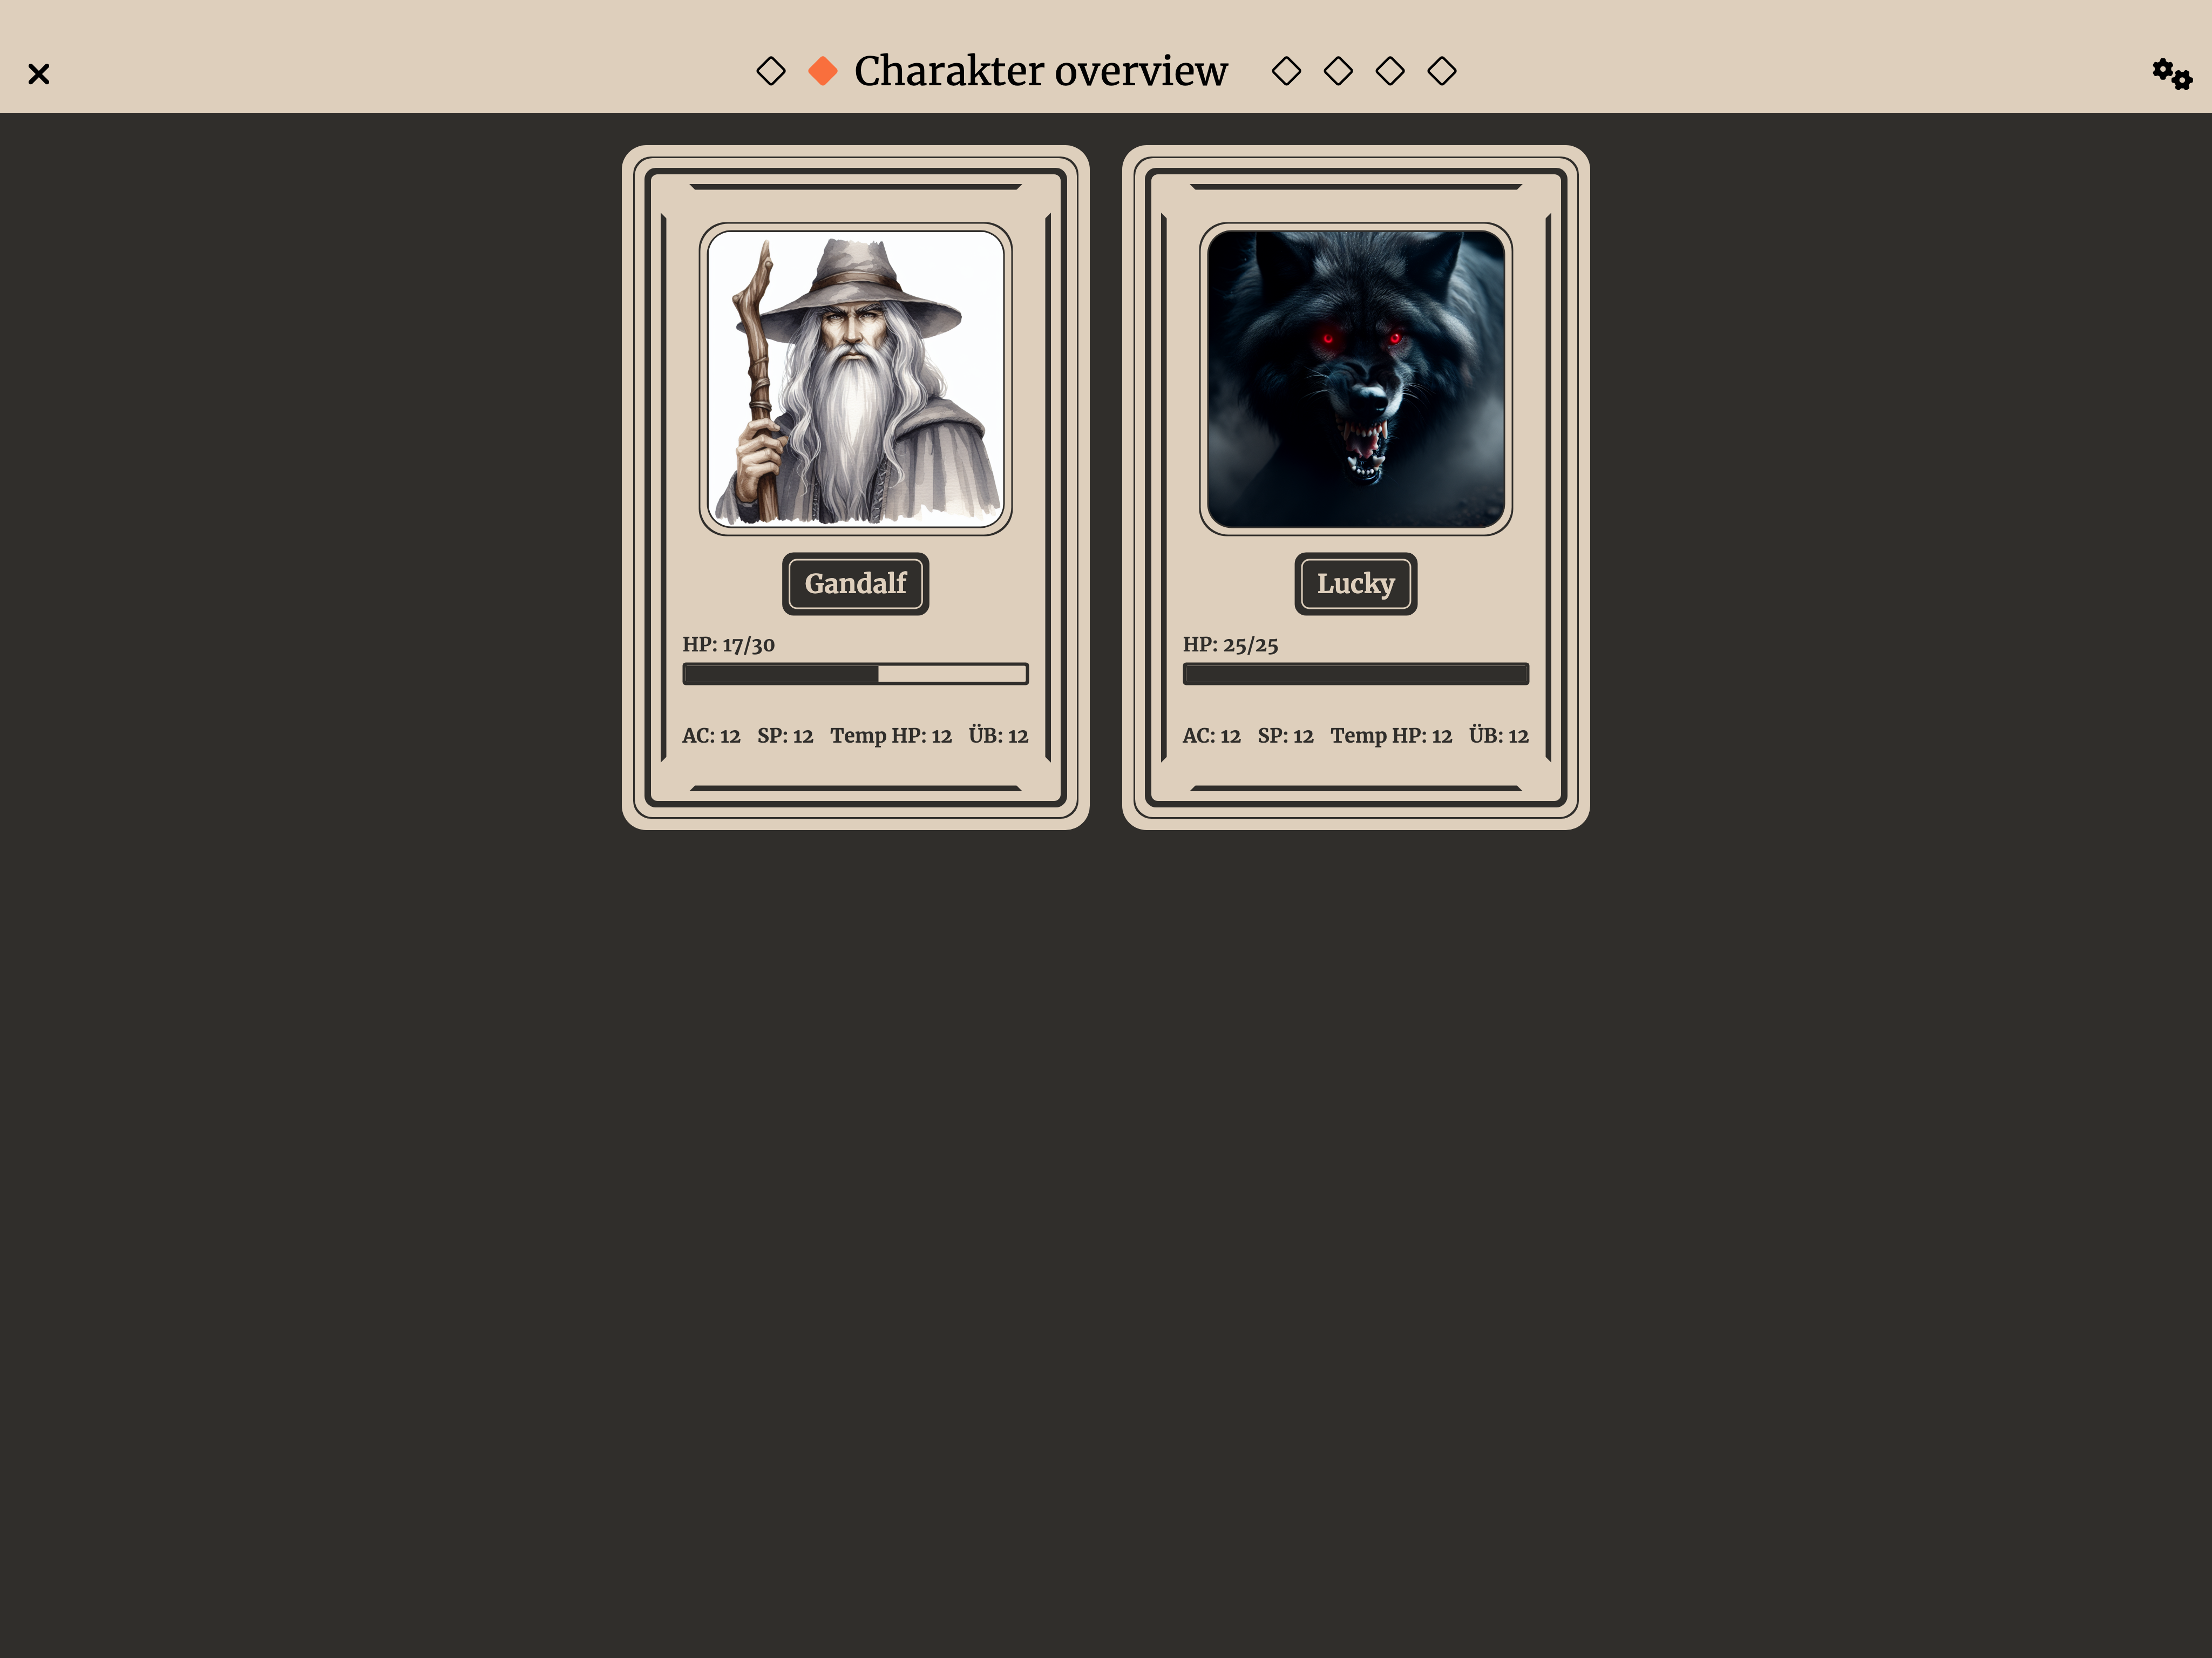 Charakter overview
Gandalf
HP: 17/30
AC: 12 SP: 12 Temp HP: 12 ÜB: 12
Lucky
HP: 25/25
AC: 12 SP: 12 Temp HP: 12 ÜB: 12